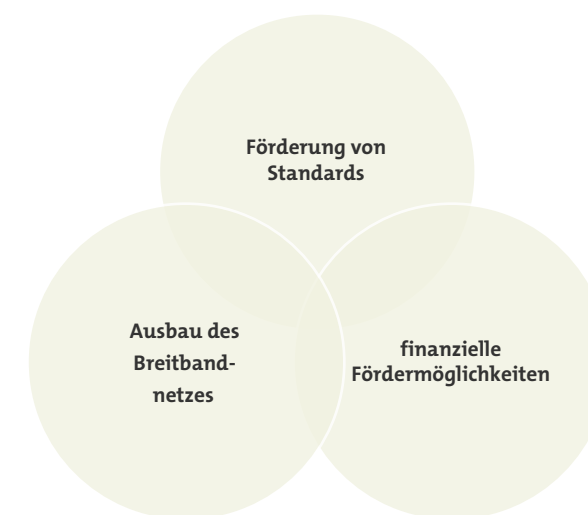 Förderung von
Standards
Ausbau des
Breitband-
netzes
finanzielle
Fördermöglichkeiten